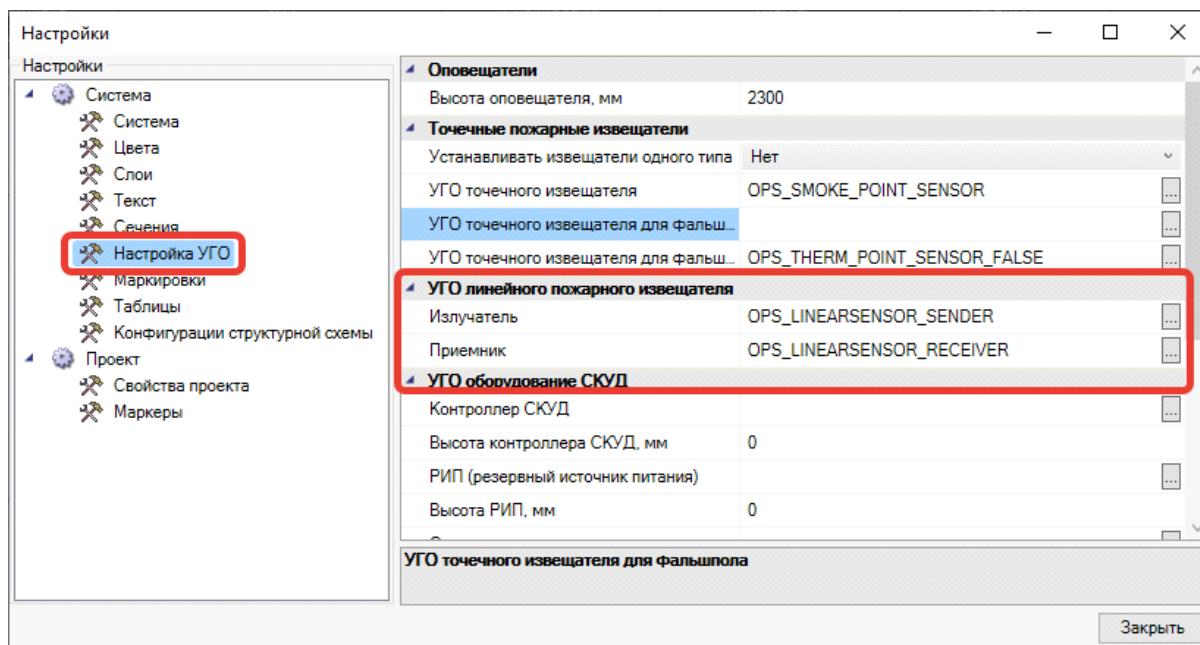 Настройки
Настройки
Система
Система
Цвета
Слои
Текст
Сечения
Настройка УГО
Маркировки
Таблицы
Конфигурации структурной схемы
Проект
Свойства проекта
Маркеры
Оповещатели
Высота оповещателя, мм 2300
Точечные пожарные извещатели
Устанавливать извещатели одного типа Нет
УГО точечного извещателя OPS_SMOKE_POINT_SENSOR ...
УГО точечного извещателя для фальш... ...
УГО точечного извещателя для фальш... OPS_THERM_POINT_SENSOR_FALSE ...
УГО линейного пожарного извещателя
Излучатель OPS_LINEARSENSOR_SENDER ...
Приемник OPS_LINEARSENSOR_RECEIVER ...
УГО оборудование СКУД
Контроллер СКУД ...
Высота контроллера СКУД, мм 0
РИП (резервный источник питания) ...
Высота РИП, мм 0
УГО точечного извещателя для Фальшпола
Закрыть